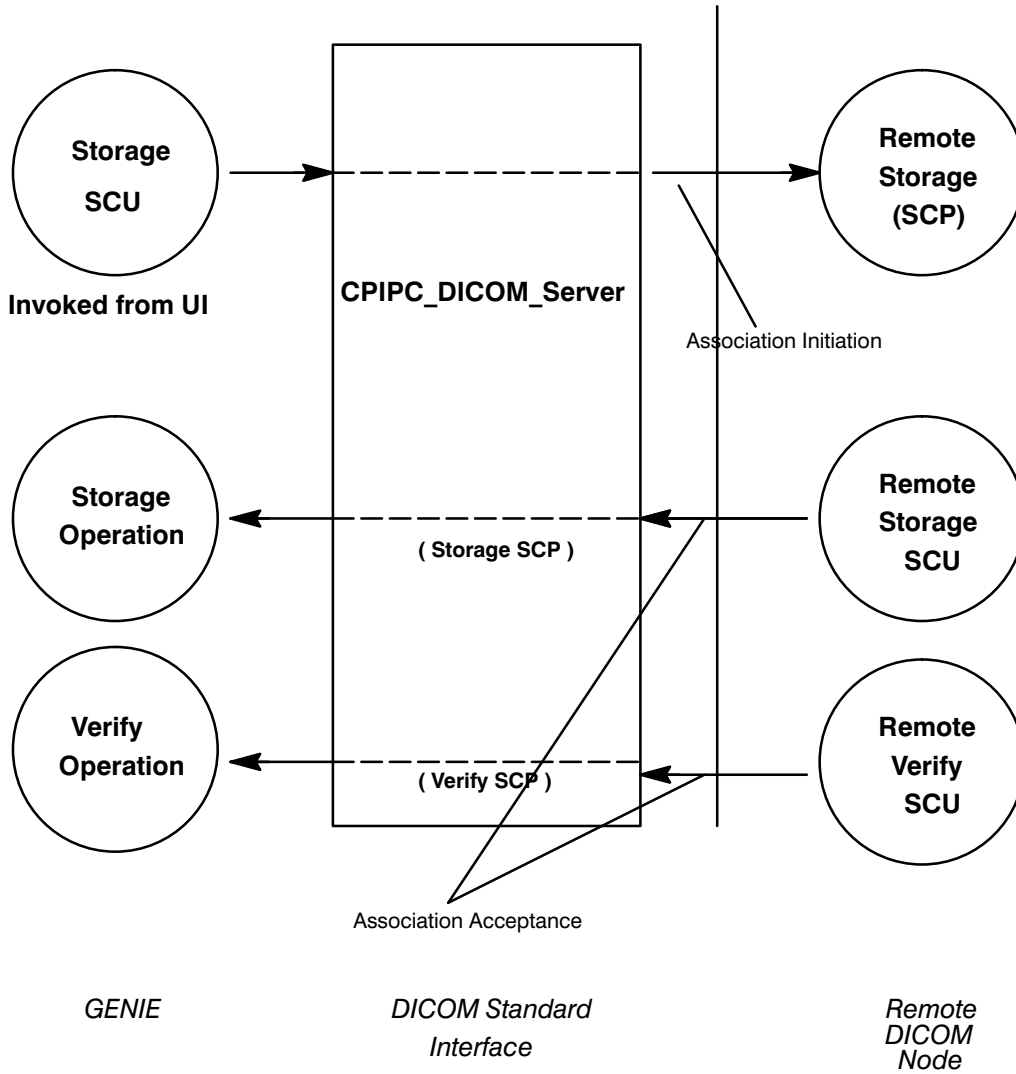 Storage
SCU
Invoked from UI
CPIPC_DICOM_Server
Remote
Storage
(SCP)
Association Initiation
Storage
Operation
( Storage SCP )
Remote
Storage
SCU
Verify
Operation
( Verify SCP )
Remote
Verify
SCU
Association Acceptance
GENIE
DICOM Standard
Interface
Remote
DICOM
Node